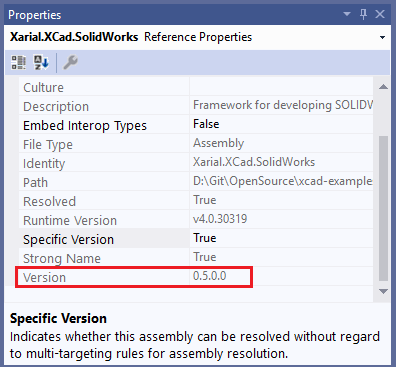 Properties
Xarial.XCad.SolidWorks Reference Properties
Culture
Description Framework for developing SOLIDW
Embed Interop Types False
File Type Assembly
Identity Xarial.XCad.SolidWorks
Path D:\Git\OpenSource\xcad-example
Resolved True
Runtime Version v4.0.30319
Specific Version True
Strong Name True
Version 0.5.0.0
Specific Version
Indicates whether this assembly can be resolved without regard
to multi-targeting rules for assembly resolution.